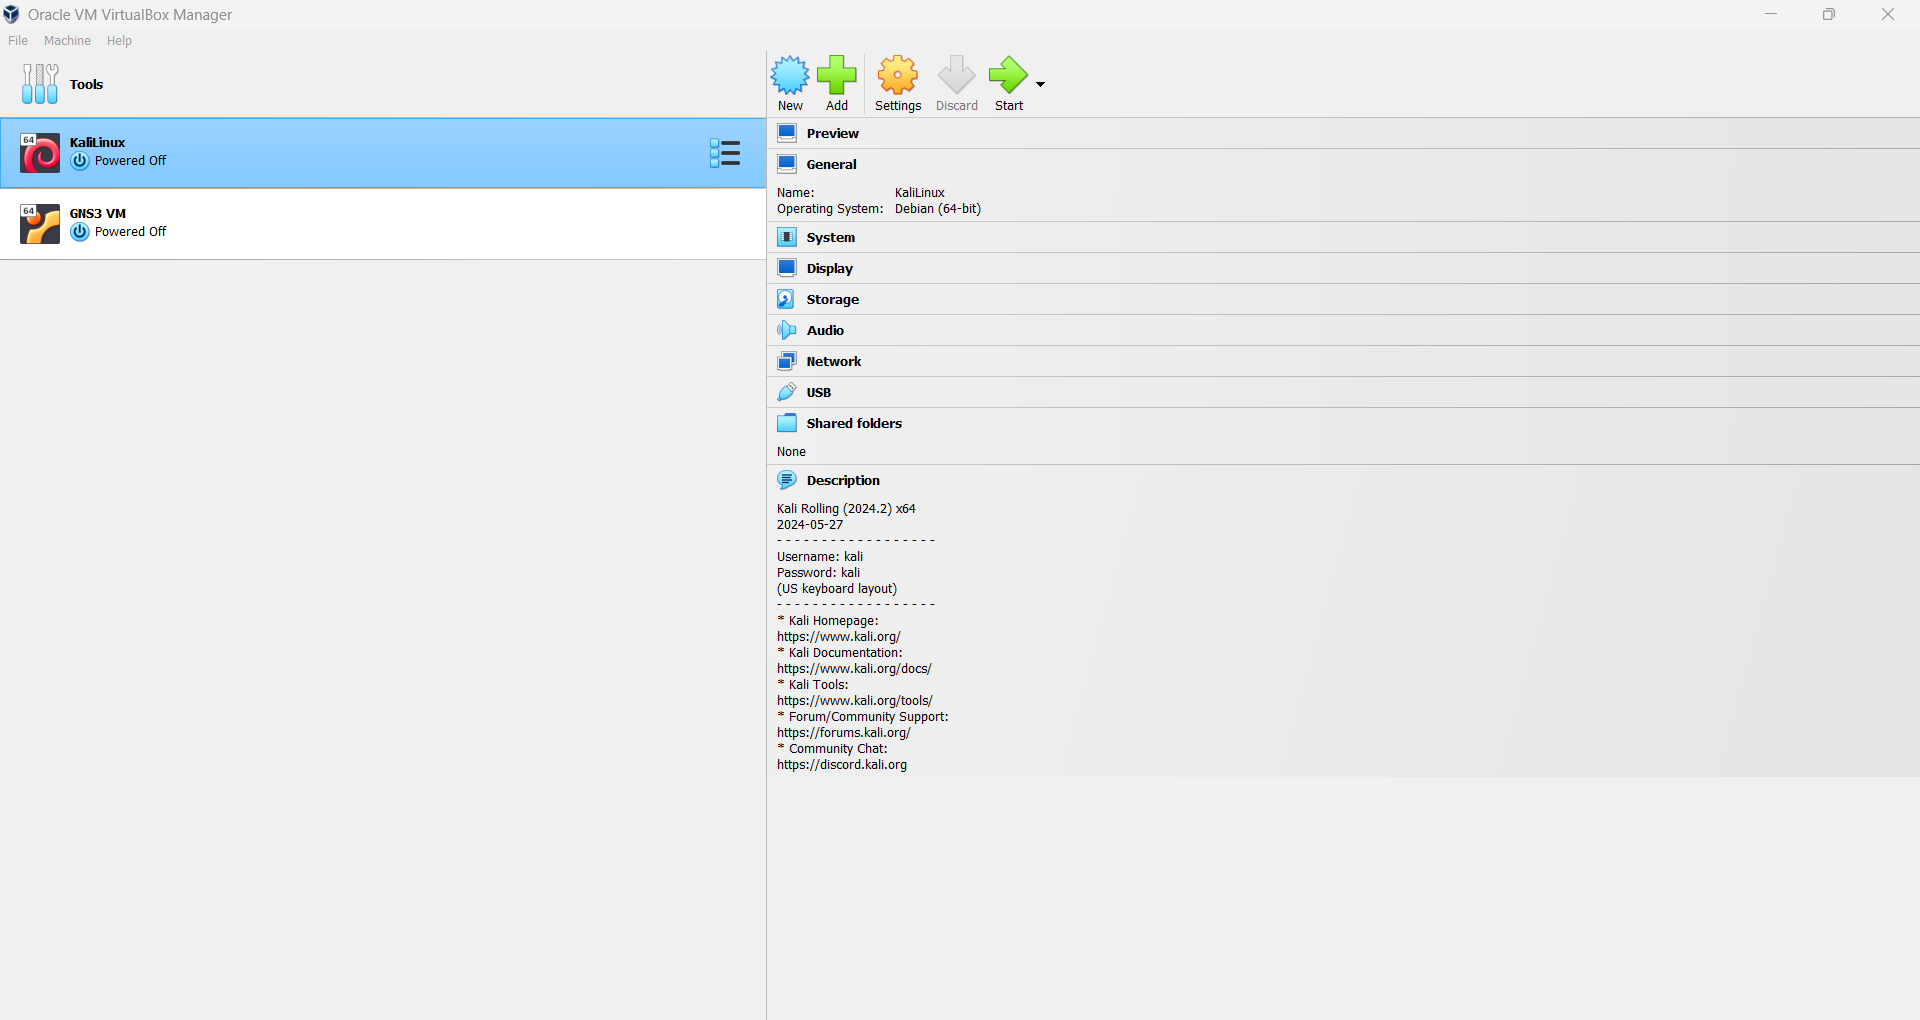 Oracle VM VirtualBox Manager
File Machine Help
Tools
64
KaliLinux
Powered Off
64
GNS3 VM
Powered Off
New Add Settings Discard Start
Preview
General
Name: KaliLinux
Operating System: Debian (64-bit)
System
Display
Storage
Audio
Network
USB
Shared folders
None
Description
Kali Rolling (2024.2) x64
2024-05-27
- - - - - - - - - - - - - - - - - -
Username: kali
Password: kali
(US keyboard layout)
- - - - - - - - - - - - - - - - - -
* Kali Homepage:
https://www.kali.org/
* Kali Documentation:
https://www.kali.org/docs/
* Kali Tools:
https://www.kali.org/tools/
* Forum/Community Support:
https://forums.kali.org/
* Community Chat:
https://discord.kali.org